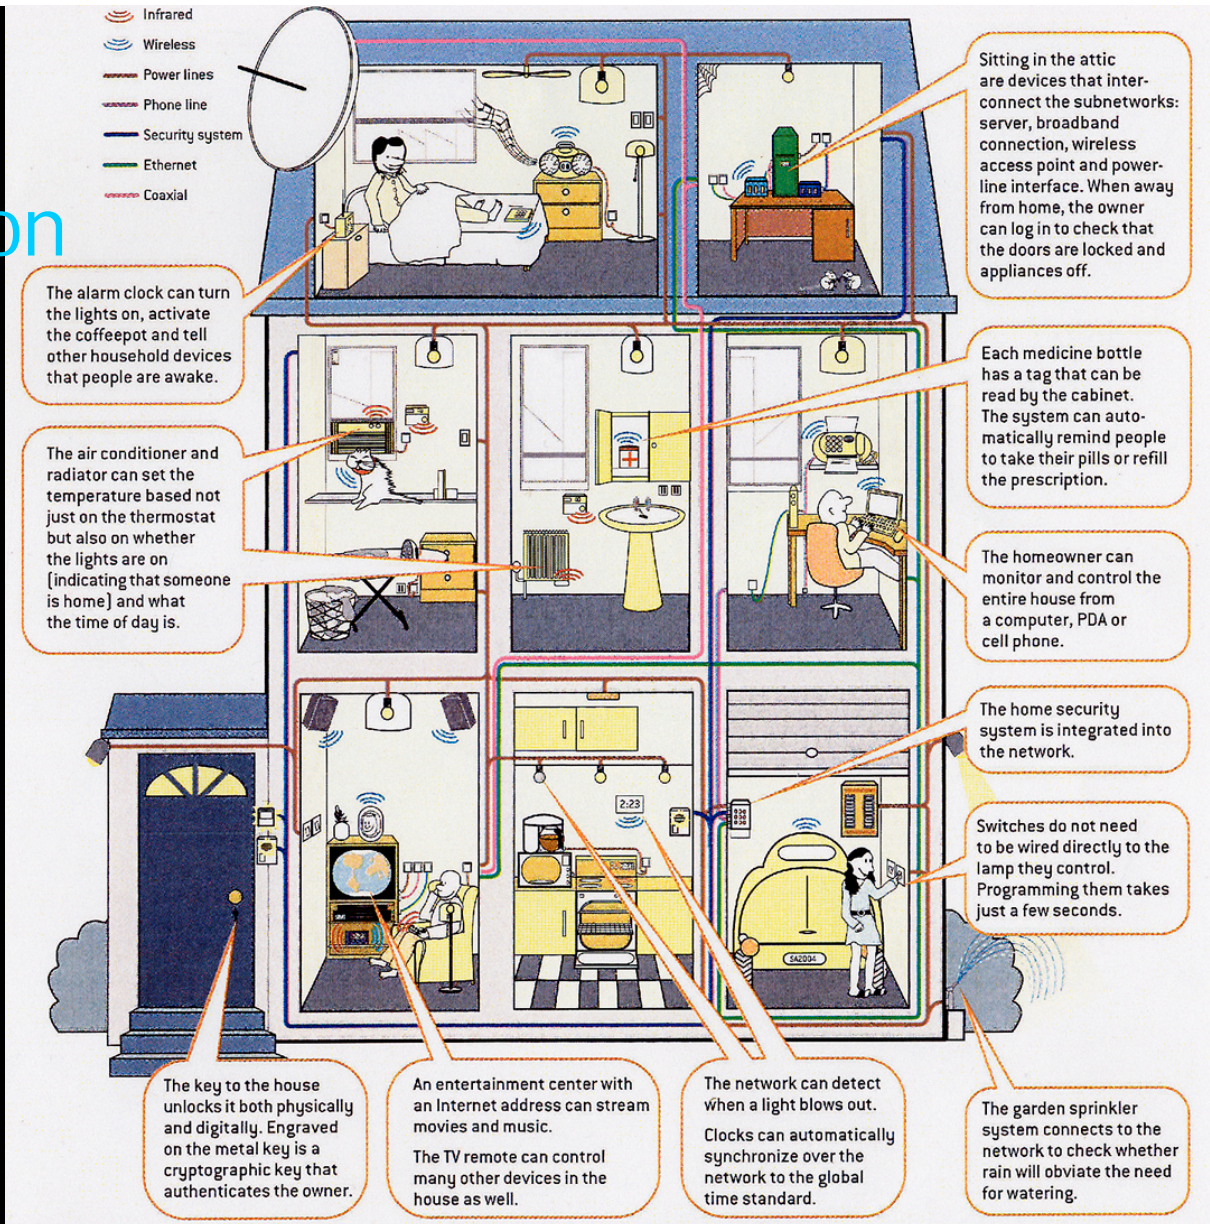 Infrared
Wireless
Power lines
Phone line
Security system
Ethernet
Coaxial
on
Sitting in the attic
are devices that inter-
connect the subnetworks:
server, broadband
connection, wireless
access point and power-
line interface. When away
from home, the owner
can log in to check that
the doors are locked and
appliances off.
The alarm clock can turn
the lights on, activate
the coffeepot and tell
other household devices
that people are awake.
Each medicine bottle
has a tag that can be
read by the cabinet.
The system can auto-
matically remind people
to take their pills or refill
the prescription.
The air conditioner and
radiator can set the
temperature based not
just on the thermostat
but also on whether
the lights are on
(indicating that someone
is home) and what
the time of day is.
The homeowner can
monitor and control the
entire house from
a computer, PDA or
cell phone.
The home security
system is integrated into
the network.
2:23
Switches do not need
to be wired directly to the
lamp they control.
Programming them takes
just a few seconds.
SA2004
The key to the house
unlocks it both physically
and digitally. Engraved
on the metal key is a
cryptographic key that
authenticates the owner.
An entertainment center with
an Internet address can stream
movies and music.
The TV remote can control
many other devices in the
house as well.
The network can detect
when a light blows out.
Clocks can automatically
synchronize over the
network to the global
time standard.
The garden sprinkler
system connects to the
network to check whether
rain will obviate the need
for watering.